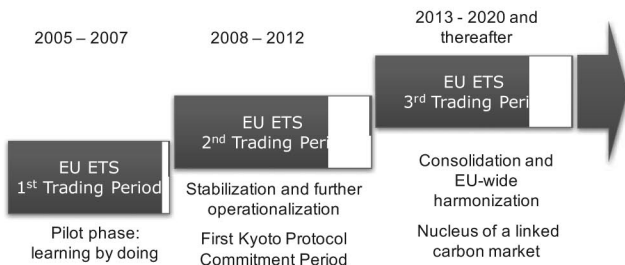 2005 – 2007
2008 – 2012
2013 - 2020 and
thereafter
EU ETS
1st Trading Period
EU ETS
2nd Trading Peri
EU ETS
3rd Trading Peri
Pilot phase:
learning by doing
Stabilization and further
operationalization
First Kyoto Protocol
Commitment Period
Consolidation and
EU-wide
harmonization
Nucleus of a linked
carbon market